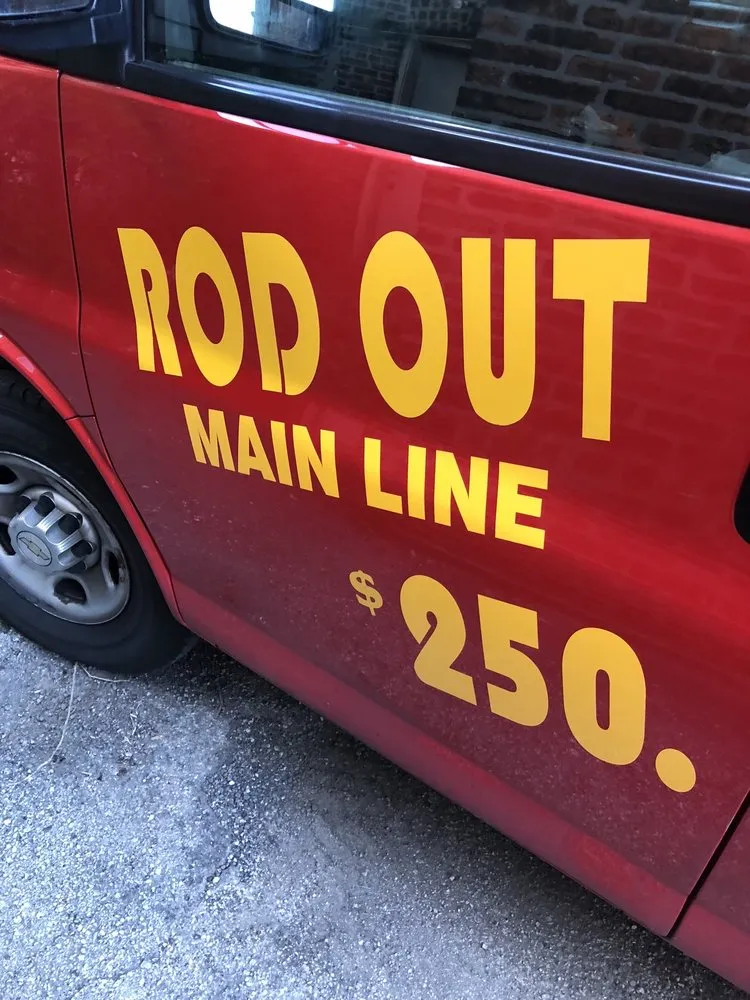 ROD OUT
MAIN LINE
$250.